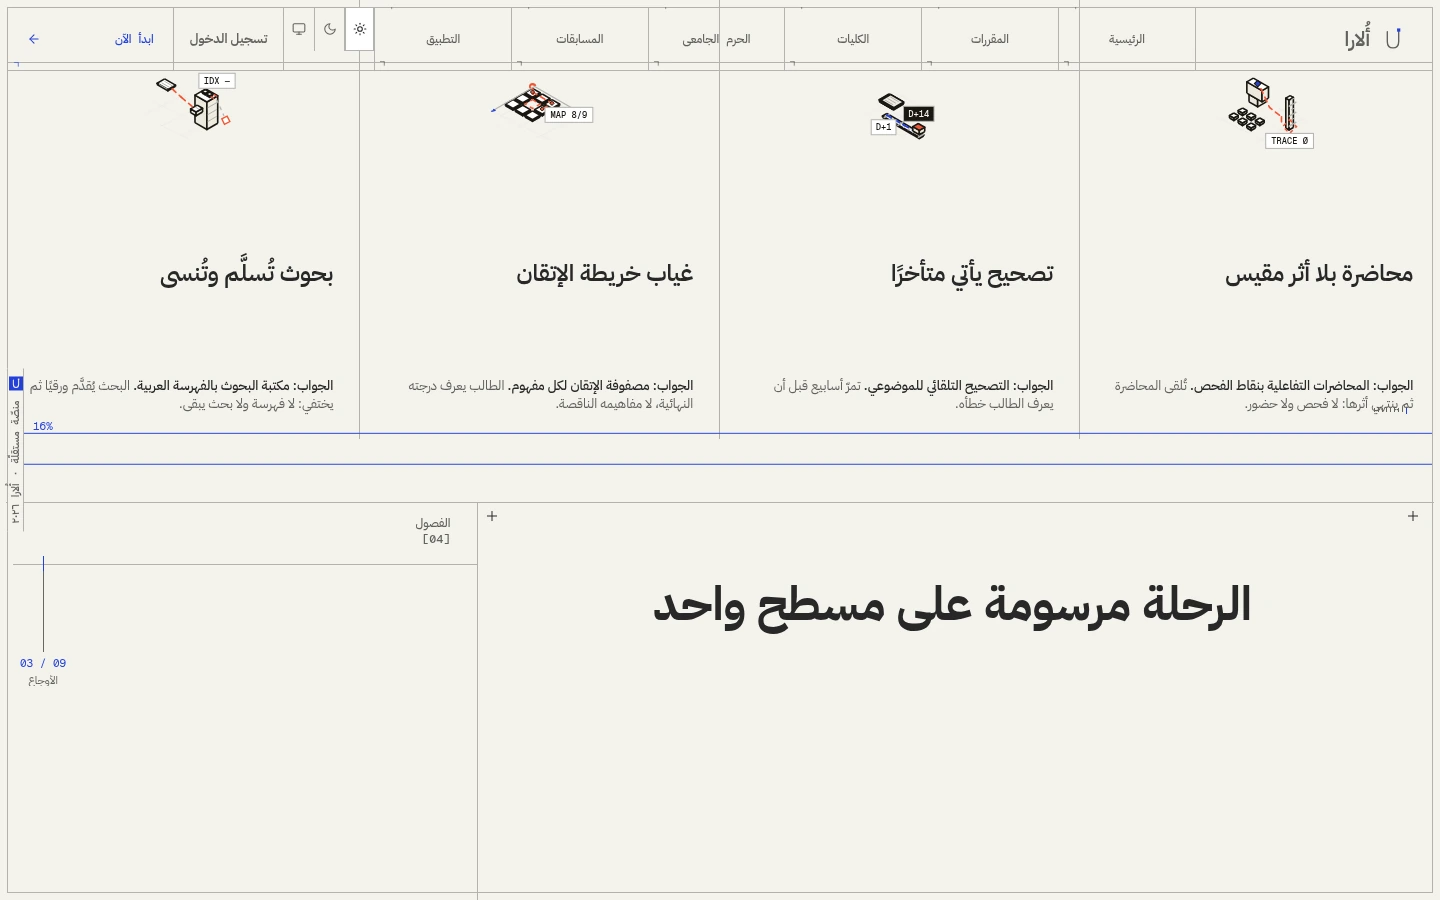 أُلارا
الرئيسية
المقررات
الكليات
الحرم الجامعي
المسابقات
التطبيق
تسجيل الدخول
ابدأ الآن
TRACE 0
D+14
D+1
MAP 8/9
IDX —
محاضرة بلا أثر مقيس
تصحيح يأتي متأخرًا
غياب خريطة الإتقان
بحوث تُسلَّم وتُنسى
الجواب: المحاضرات التفاعلية بنقاط الفحص. تُلقى المحاضرة
ثم ينتهي أثرها: لا فحص ولا حضور.
الجواب: التصحيح التلقائي للموضوعي. تمرّ أسابيع قبل أن
يعرف الطالب خطأه.
الجواب: مصفوفة الإتقان لكل مفهوم. الطالب يعرف درجته
النهائية، لا مفاهيمه الناقصة.
الجواب: مكتبة البحوث بالفهرسة العربية. البحث يُقدَّم ورقيًا ثم
يختفي: لا فهرسة ولا بحث يبقى.
16%
منصّة مستقلّة · أُلارا ٢٠٢٦
الرحلة مرسومة على مسطح واحد
الفصول
[04]
03 / 09
الأوجاع